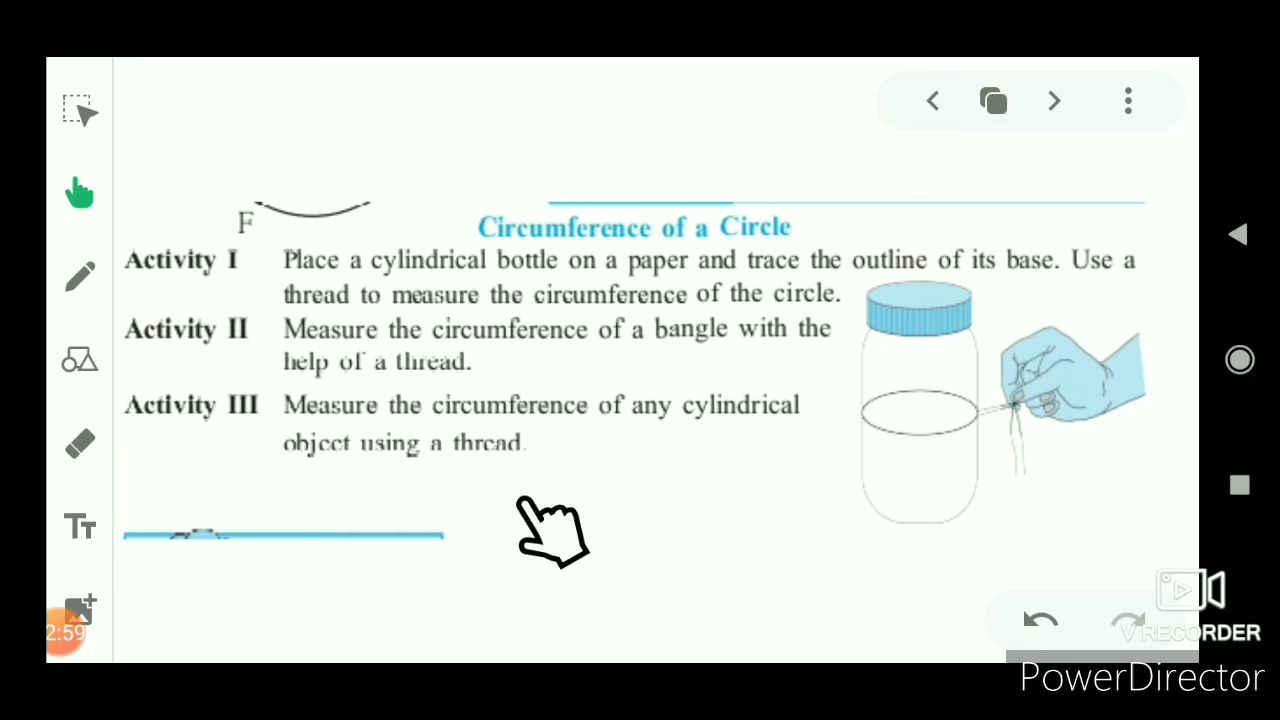 F
Circumference of a Circle
Activity I Place a cylindrical bottle on a paper and trace the outline of its base. Use a
thread to measure the circumference of the circle.
Activity II Measure the circumference of a bangle with the
help of a thread.
Activity III Measure the circumference of any cylindrical
object using a thread.
TT
2:59
V RECORDER
PowerDirector